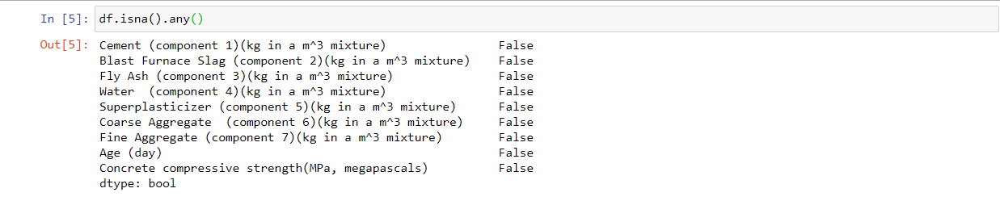 In [5]: df.isna().any()
Out[5]: Cement (component 1)(kg in a m^3 mixture) False
Blast Furnace Slag (component 2)(kg in a m^3 mixture) False
Fly Ash (component 3)(kg in a m^3 mixture) False
Water  (component 4)(kg in a m^3 mixture) False
Superplasticizer (component 5)(kg in a m^3 mixture) False
Coarse Aggregate  (component 6)(kg in a m^3 mixture) False
Fine Aggregate (component 7)(kg in a m^3 mixture) False
Age (day) False
Concrete compressive strength(MPa, megapascals) False
dtype: bool